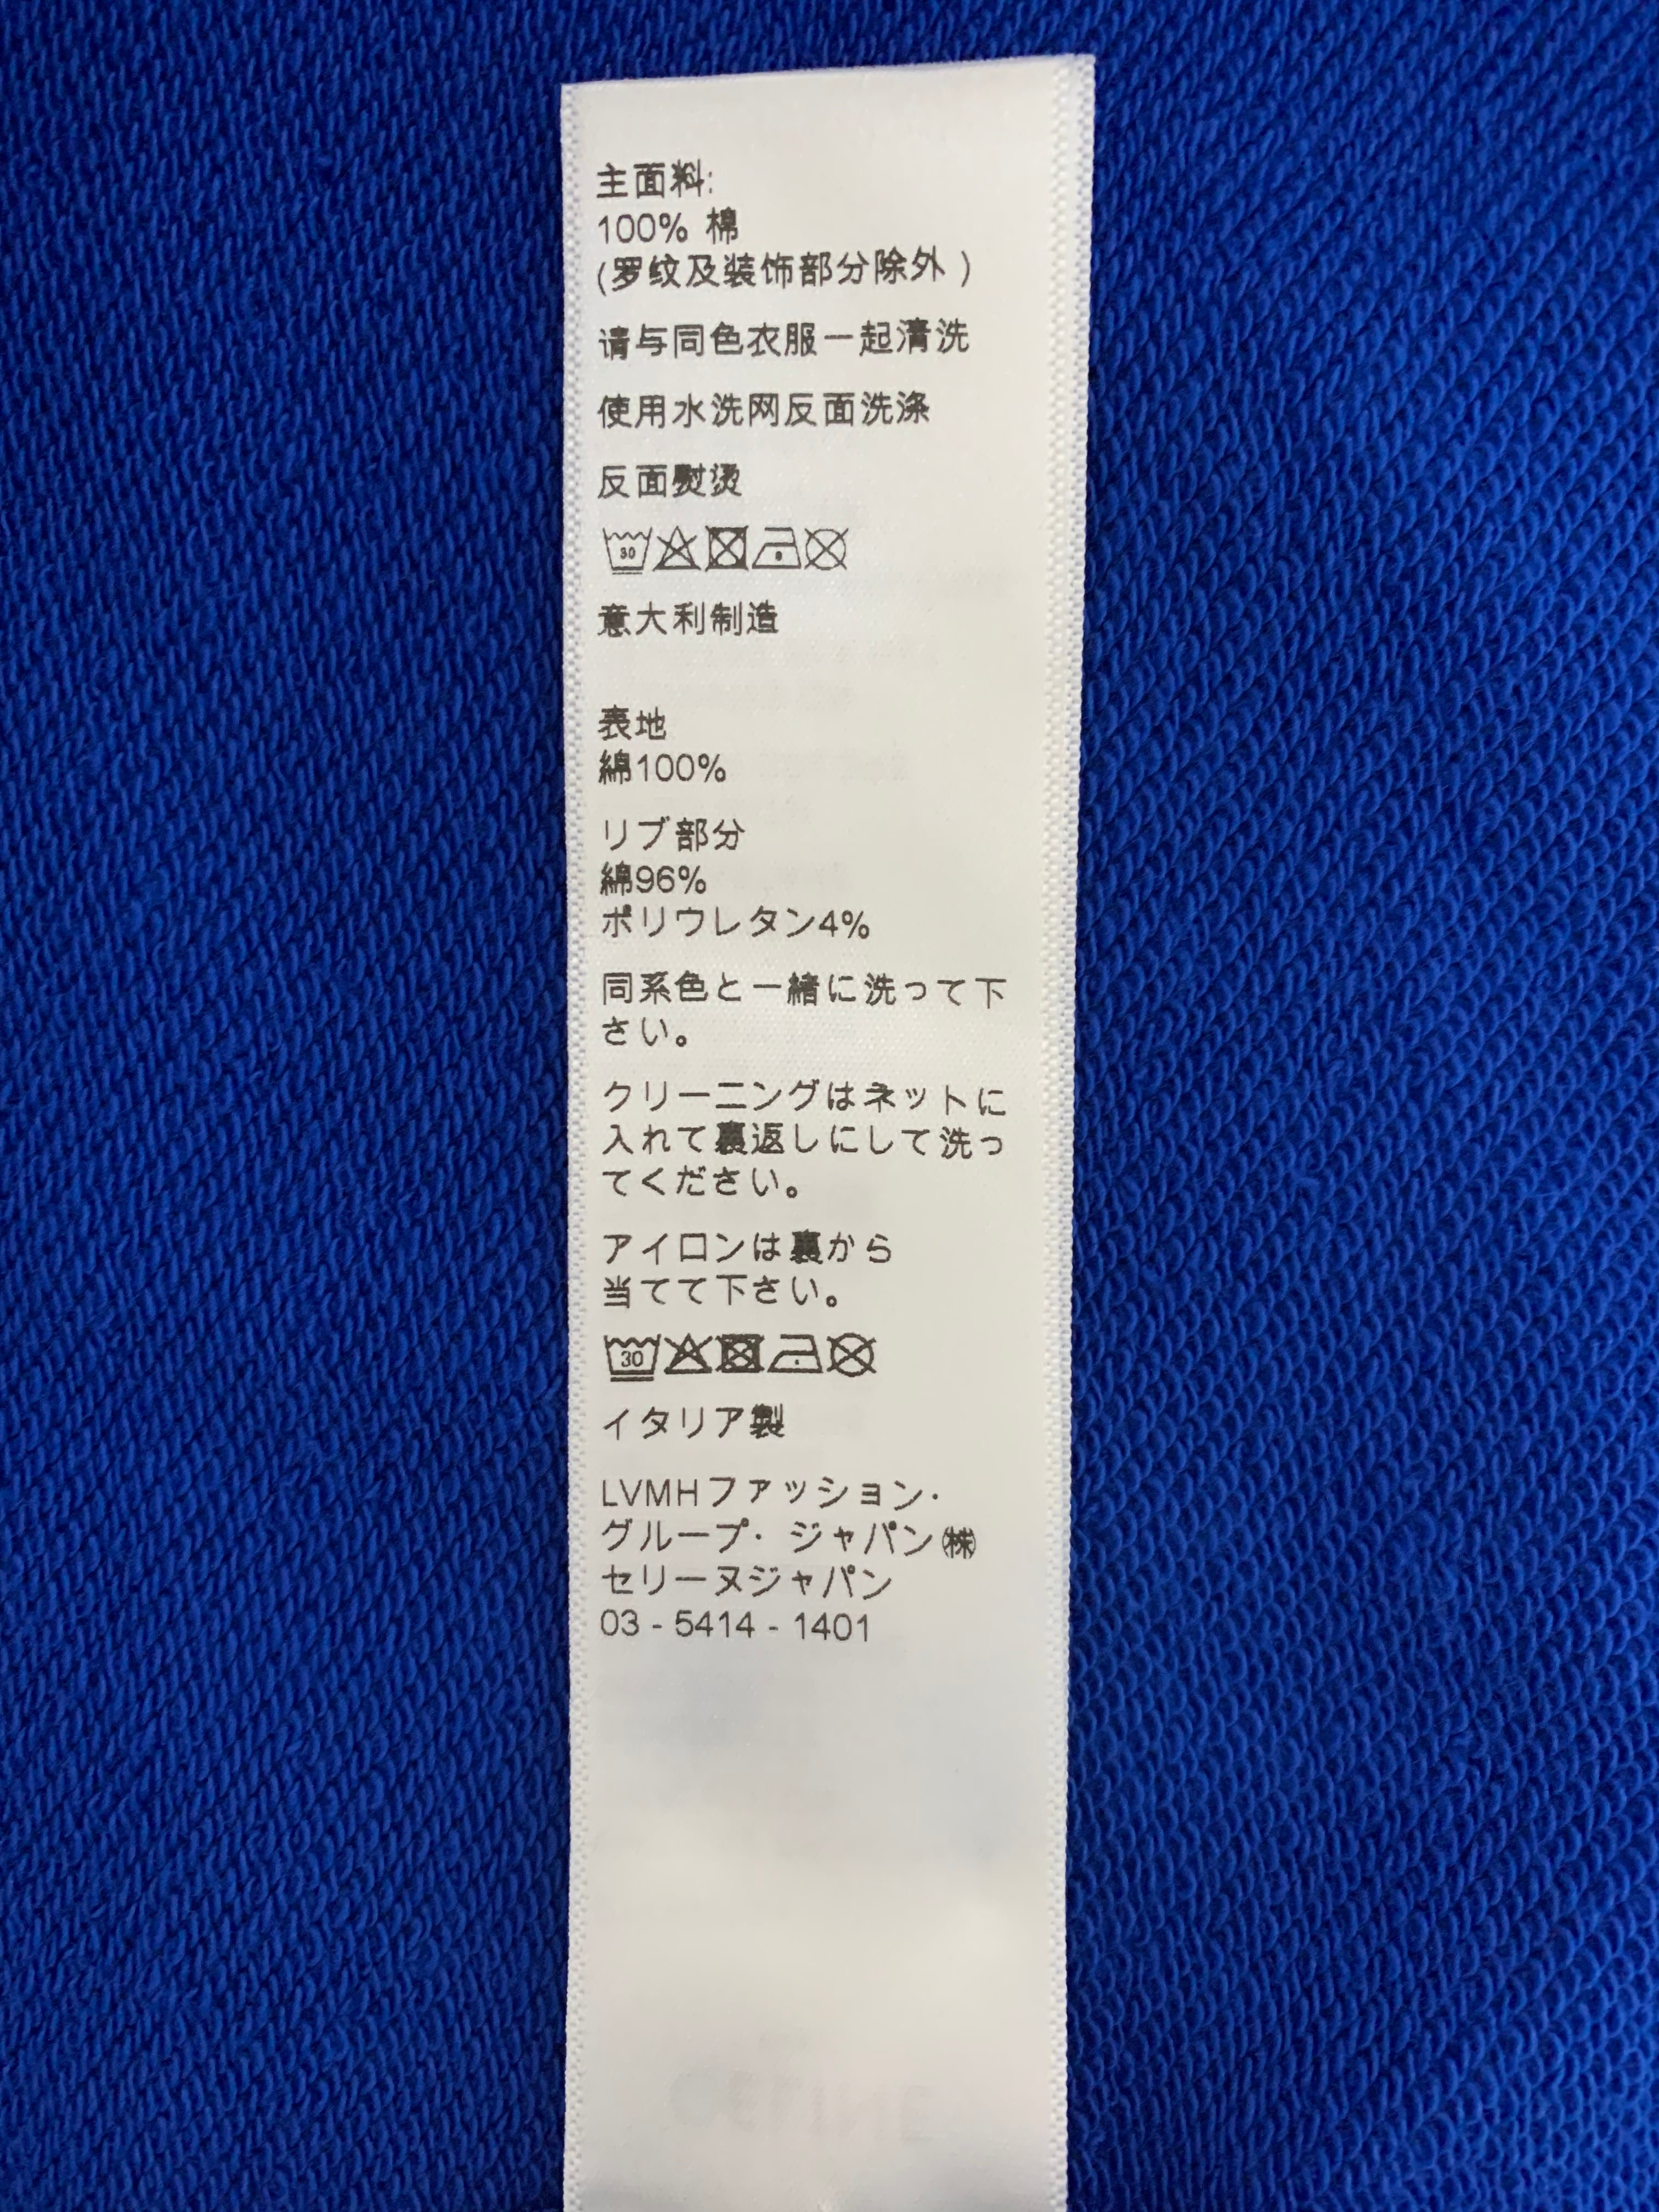 主面料:
100% 棉
(罗纹及装饰部分除外 )
请与同色衣服一起清洗
使用水洗网反面洗涤
反面熨烫
30
意大利制造
表地
綿100%
リブ部分
綿96%
ポリウレタン4%
同系色と一緒に洗って下
さい。
クリーニングはネットに
入れて裏返しにして洗っ
てください。
アイロンは裏から
当てて下さい。
30
イタリア製
LVMHファッション·
グループ· ジャパン㈱
セリーヌジャパン
03 - 5414 - 1401